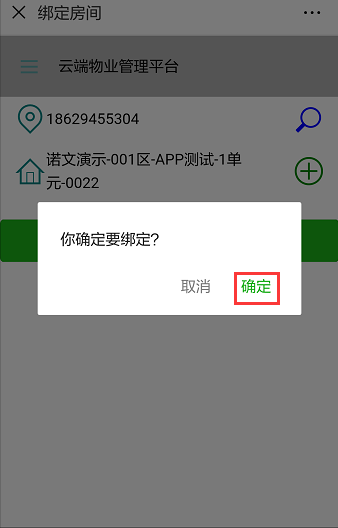 绑定房间
云端物业管理平台
18629455304
诺文演示-001区-APP测试-1单
元-0022
你确定要绑定?
取消
确定